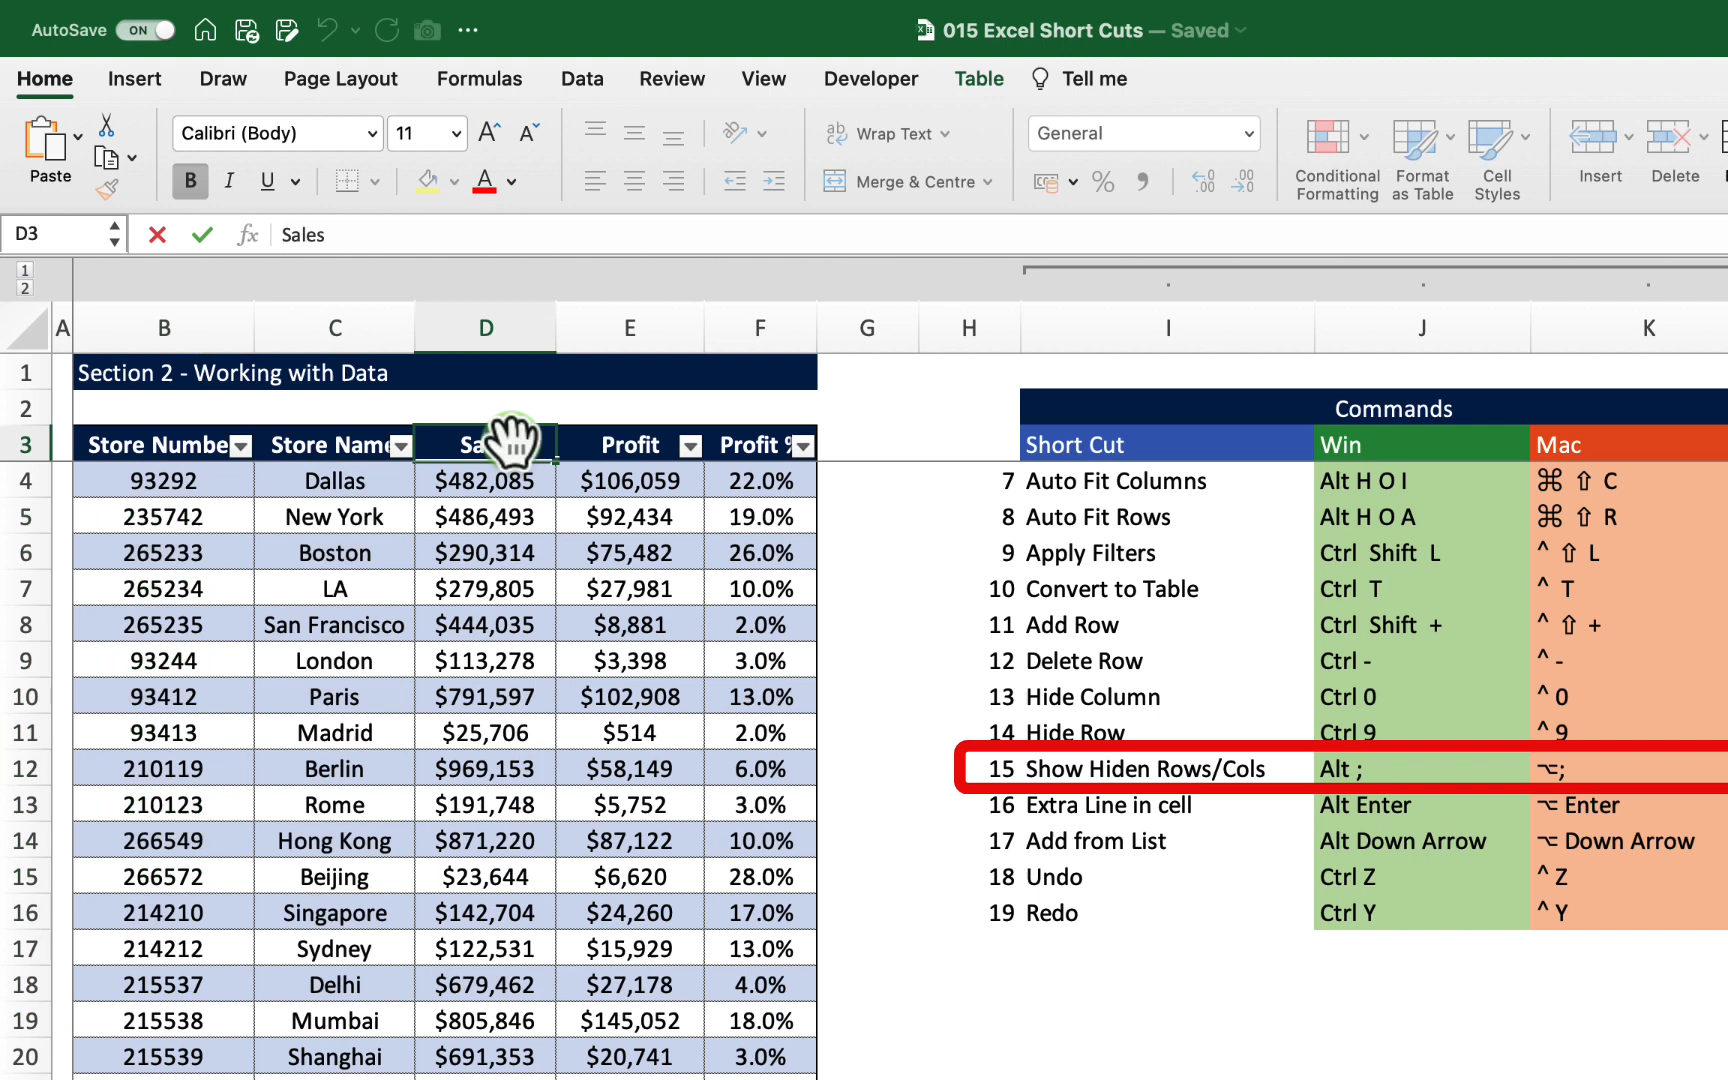 AutoSave ON 015 Excel Short Cuts — Saved
Home Insert Draw Page Layout Formulas Data Review View Developer Table Tell me
Paste Calibri (Body) 11 A^ Aˇ ab Wrap Text General Conditional Formatting Format as Table Cell Styles Insert Delete
B I U A Merge & Centre % .00
D3 fx Sales
1
2
A B C D E F G H I J K
1 Section 2 - Working with Data
2 Commands
3 Store Numbe Store Name Sa Profit Profit % Short Cut Win Mac
4 93292 Dallas $482,085 $106,059 22.0% 7 Auto Fit Columns Alt H O I ⌘ ⇧ C
5 235742 New York $486,493 $92,434 19.0% 8 Auto Fit Rows Alt H O A ⌘ ⇧ R
6 265233 Boston $290,314 $75,482 26.0% 9 Apply Filters Ctrl Shift L ^ ⇧ L
7 265234 LA $279,805 $27,981 10.0% 10 Convert to Table Ctrl T ^ T
8 265235 San Francisco $444,035 $8,881 2.0% 11 Add Row Ctrl Shift + ^ ⇧ +
9 93244 London $113,278 $3,398 3.0% 12 Delete Row Ctrl - ^ -
10 93412 Paris $791,597 $102,908 13.0% 13 Hide Column Ctrl 0 ^ 0
11 93413 Madrid $25,706 $514 2.0% 14 Hide Row Ctrl 9 ^ 9
12 210119 Berlin $969,153 $58,149 6.0% 15 Show Hiden Rows/Cols Alt ; ⌥;
13 210123 Rome $191,748 $5,752 3.0% 16 Extra Line in cell Alt Enter ⌥ Enter
14 266549 Hong Kong $871,220 $87,122 10.0% 17 Add from List Alt Down Arrow ⌥ Down Arrow
15 266572 Beijing $23,644 $6,620 28.0% 18 Undo Ctrl Z ^ Z
16 214210 Singapore $142,704 $24,260 17.0% 19 Redo Ctrl Y ^ Y
17 214212 Sydney $122,531 $15,929 13.0%
18 215537 Delhi $679,462 $27,178 4.0%
19 215538 Mumbai $805,846 $145,052 18.0%
20 215539 Shanghai $691,353 $20,741 3.0%